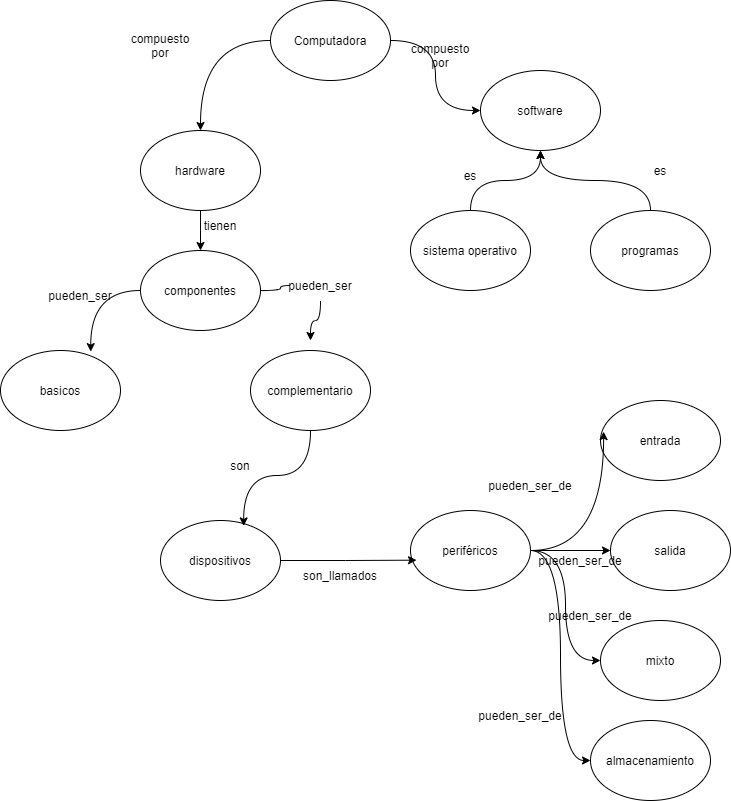 Computadora
compuesto
por
compuesto
por
software
hardware
es
es
tienen
sistema operativo
programas
componentes
pueden_ser
pueden_ser
basicos
complementario
entrada
son
pueden_ser_de
dispositivos
son_llamados
periféricos
salida
pueden_ser_de
pueden_ser_de
mixto
pueden_ser_de
almacenamiento